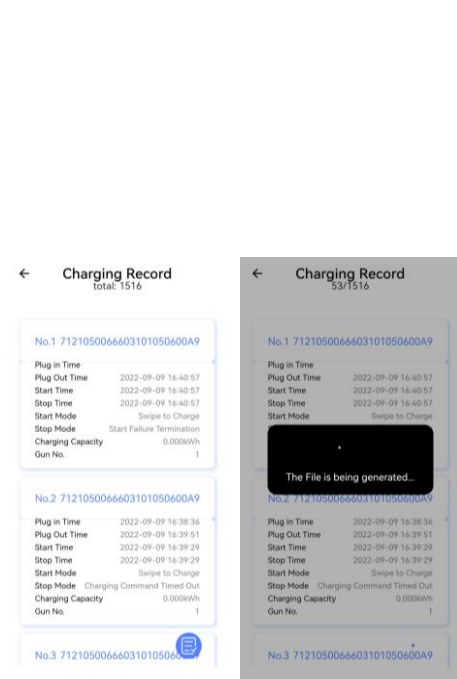 Charging Record
total: 1516
No.1 7121050066603101050600A9
Plug in Time
Plug Out Time 2022-09-09 16:40:57
Start Time 2022-09-09 16:40:57
Stop Time 2022-09-09 16:40:57
Start Mode Swipe to Charge
Stop Mode Start Failure Termination
Charging Capacity 0.000kWh
Gun No. 1
No.2 7121050066603101050600A9
Plug in Time 2022-09-09 16:38:36
Plug Out Time 2022-09-09 16:39:51
Start Time 2022-09-09 16:39:29
Stop Time 2022-09-09 16:39:29
Start Mode Swipe to Charge
Stop Mode Charging Command Timed Out
Charging Capacity 0.000kWh
Gun No. 1
No.3
Charging Record
53/1516
No.1 7121050066603101050600A9
Plug in Time
Plug Out Time 2022-09-09 16:40:57
Start Time 2022-09-09 16:40:57
Stop Time 2022-09-09 16:40:57
Start Mode Swipe to Charge
The File is being generated...
No.2 7121050066603101050600A9
Plug in Time 2022-09-09 16:38:36
Plug Out Time 2022-09-09 16:39:51
Start Time 2022-09-09 16:39:29
Stop Time 2022-09-09 16:39:29
Start Mode Swipe to Charge
Stop Mode Charging Command Timed Out
Charging Capacity 0.000kWh
Gun No. 1
No.3 7121050066603101050600A9